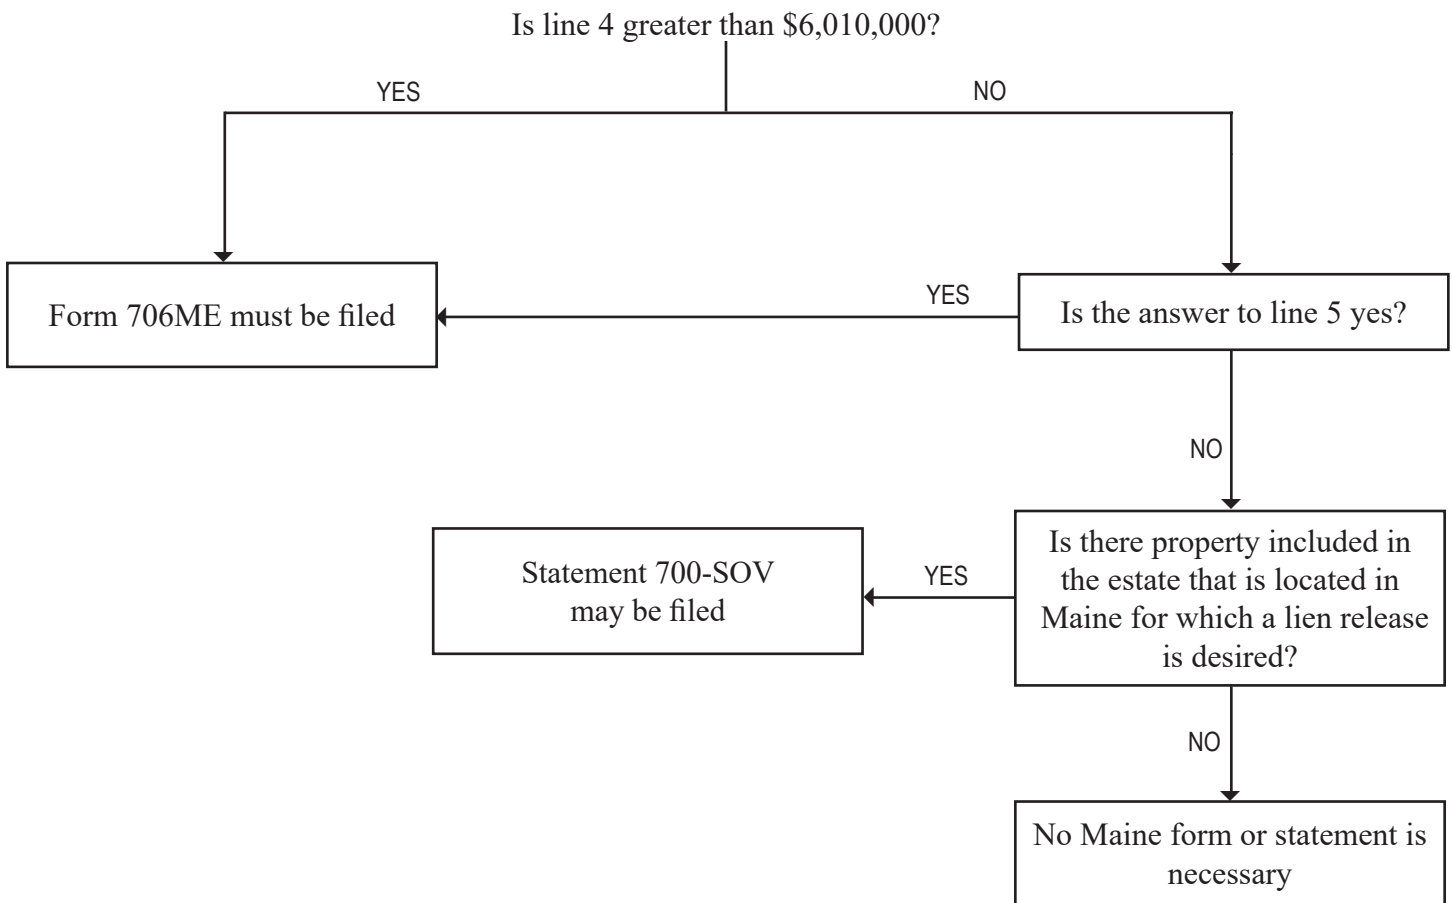 Is line 4 greater than $6,010,000?
YES
NO
Form 706ME must be filed
YES
Is the answer to line 5 yes?
NO
Statement 700-SOV
may be filed
YES
Is there property included in
the estate that is located in
Maine for which a lien release
is desired?
NO
No Maine form or statement is
necessary